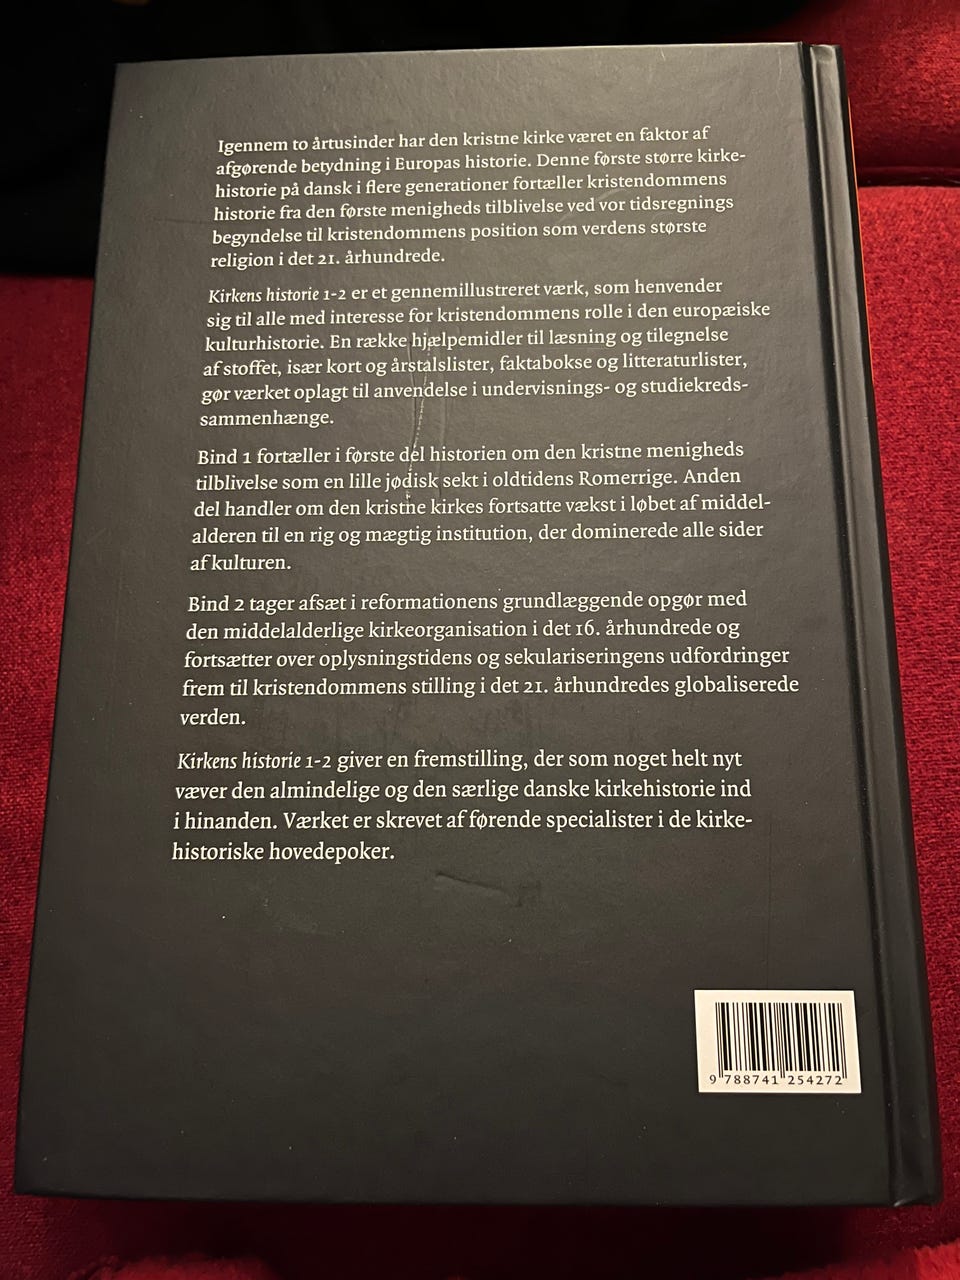 Igennem to årtusinder har den kristne kirke været en faktor af
afgørende betydning i Europas historie. Denne første større kirke-
historie på dansk i flere generationer fortæller kristendommens
historie fra den første menigheds tilblivelse ved vor tidsregnings
begyndelse til kristendommens position som verdens største
religion i det 21. århundrede.
Kirkens historie 1-2 er et gennemillustreret værk, som henvender
sig til alle med interesse for kristendommens rolle i den europæiske
kulturhistorie. En række hjælpemidler til læsning og tilegnelse
af stoffet, især kort og årstalslister, faktabokse og litteraturlister,
gør værket oplagt til anvendelse i undervisnings- og studiekreds-
sammenhænge.
Bind 1 fortæller i første del historien om den kristne menigheds
tilblivelse som en lille jødisk sekt i oldtidens Romerrige. Anden
del handler om den kristne kirkes fortsatte vækst i løbet af middel-
alderen til en rig og mægtig institution, der dominerede alle sider
af kulturen.
Bind 2 tager afsæt i reformationens grundlæggende opgør med
den middelalderlige kirkeorganisation i det 16. århundrede og
fortsætter over oplysningstidens og sekulariseringens udfordringer
frem til kristendommens stilling i det 21. århundredes globaliserede
verden.
Kirkens historie 1-2 giver en fremstilling, der som noget helt nyt
væver den almindelige og den særlige danske kirkehistorie ind
i hinanden. Værket er skrevet af førende specialister i de kirke-
historiske hovedepoker.
9 788741 254272